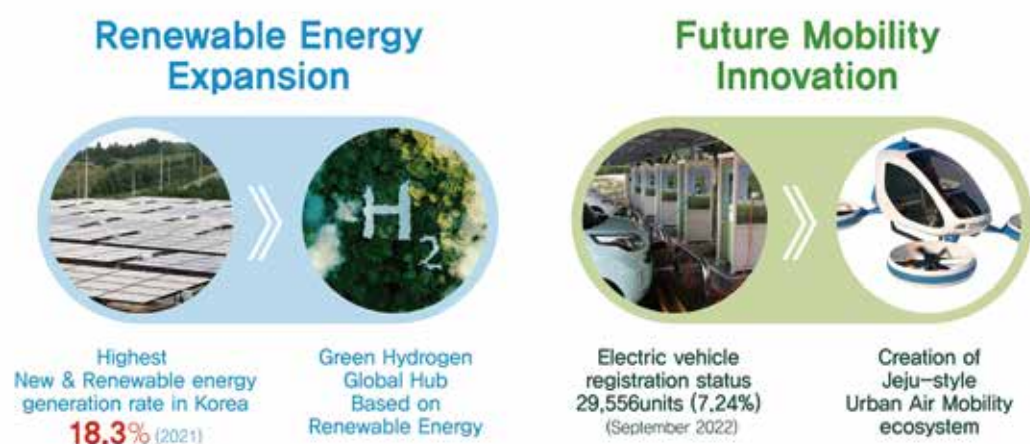 Renewable Energy
Expansion
Future Mobility
Innovation
H2
Highest
New & Renewable energy
generation rate in Korea
18.3% (2021)
Green Hydrogen
Global Hub
Based on
Renewable Energy
Electric vehicle
registration status
29,556units (7.24%)
(September 2022)
Creation of
Jeju-style
Urban Air Mobility
ecosystem